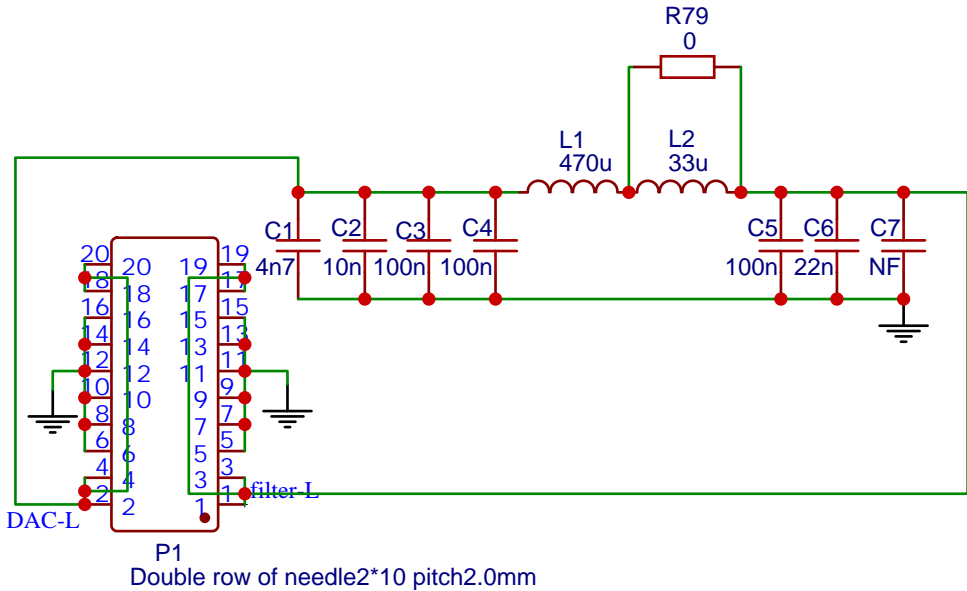 R79
0
L1
470u
L2
33u
C1
4n7
C2
10n
C3
100n
C4
100n
C5
100n
C6
22n
C7
NF
20 20 19 19
18 18 17 17
16 16 15 15
14 14 13 13
12 12 11 11
10 10 9 9
8 8 7 7
6 6 5 5
4 4 3 3
2 2 1 1
filter-L
DAC-L
P1
Double row of needle2*10 pitch2.0mm